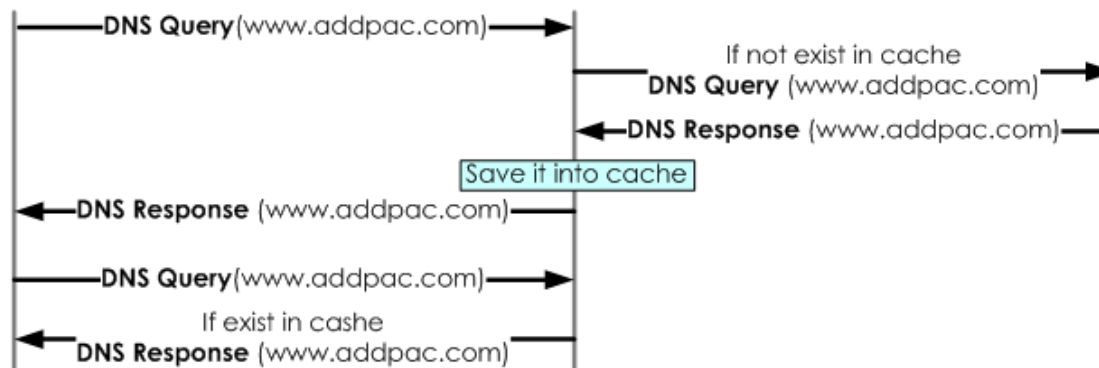 DNS Query(www.addpac.com)
If not exist in cache
DNS Query (www.addpac.com)
DNS Response (www.addpac.com)
Save it into cache
DNS Response (www.addpac.com)
DNS Query(www.addpac.com)
If exist in cashe
DNS Response (www.addpac.com)